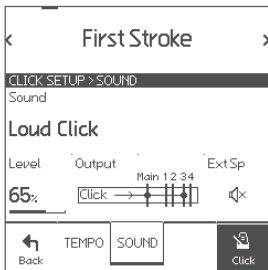 First Stroke
CLICK SETUP > SOUND
Sound
Loud Click
Level Output Ext Sp
Main 1 2 3 4
65% Click
TEMPO SOUND
Back Click